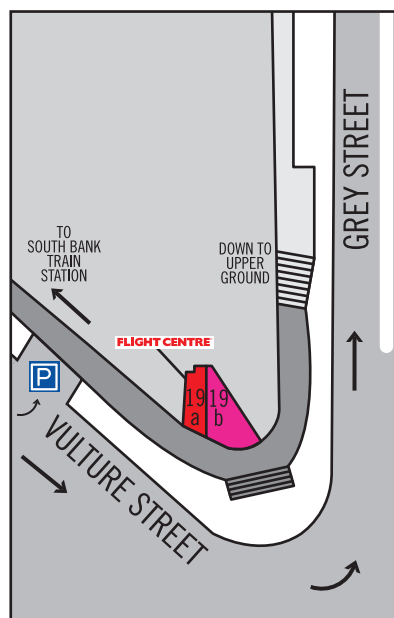 GREY STREET
TO
SOUTH BANK
TRAIN
STATION
DOWN TO
UPPER
GROUND
FLIGHT CENTRE
P
19
a
19
b
VULTURE STREET